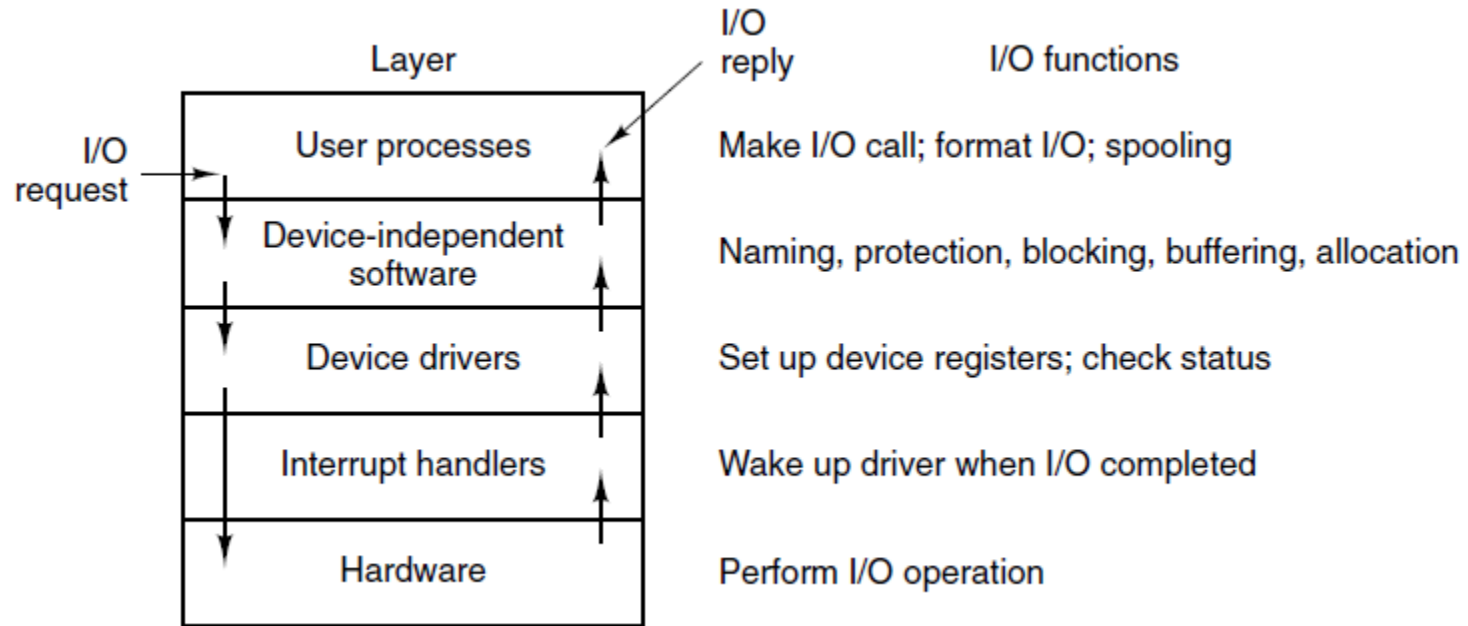 I/O
reply
Layer
I/O functions
I/O
request
User processes
Make I/O call; format I/O; spooling
Device-independent
software
Naming, protection, blocking, buffering, allocation
Device drivers
Set up device registers; check status
Interrupt handlers
Wake up driver when I/O completed
Hardware
Perform I/O operation